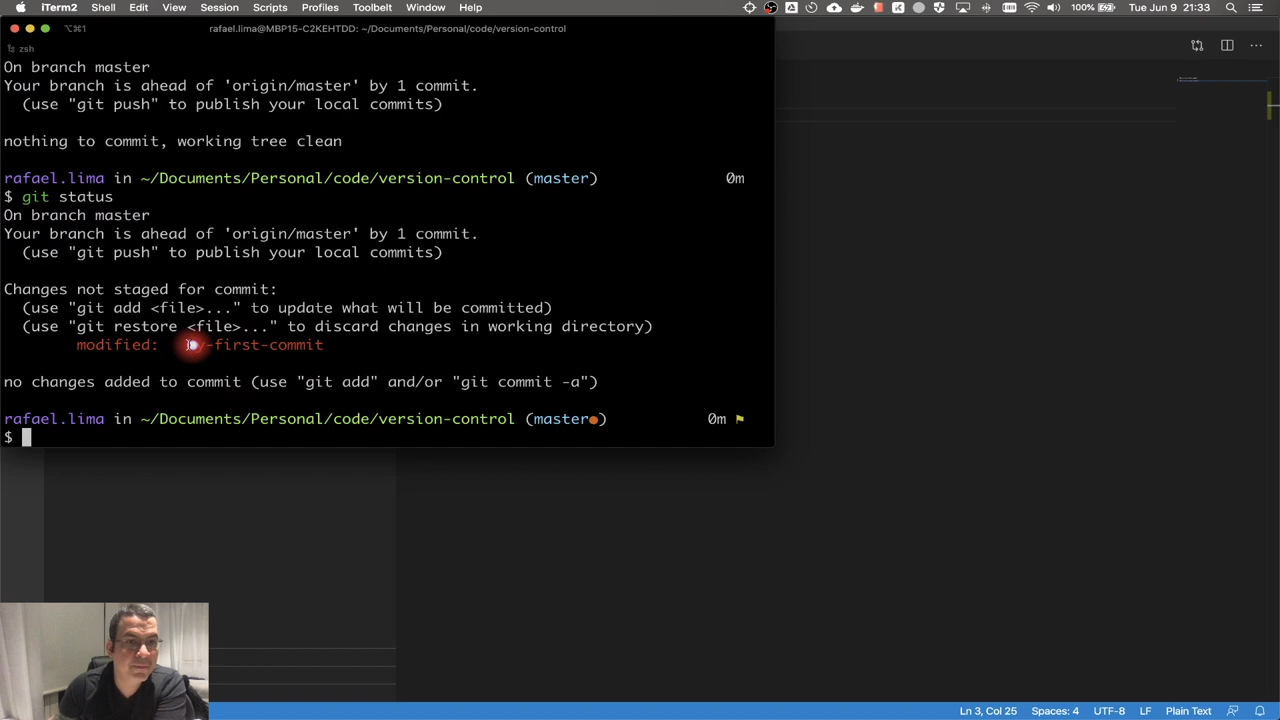 iTerm2 Shell Edit View Session Scripts Profiles Toolbelt Window Help 100% Tue Jun 9 21:33
⌥⌘1 rafael.lima@MBP15-C2KEHTDD: ~/Documents/Personal/code/version-control
zsh
On branch master
Your branch is ahead of 'origin/master' by 1 commit.
(use "git push" to publish your local commits)
nothing to commit, working tree clean
rafael.lima in ~/Documents/Personal/code/version-control (master) 0m
$ git status
On branch master
Your branch is ahead of 'origin/master' by 1 commit.
(use "git push" to publish your local commits)
Changes not staged for commit:
(use "git add <file>..." to update what will be committed)
(use "git restore <file>..." to discard changes in working directory)
modified: my-first-commit
no changes added to commit (use "git add" and/or "git commit -a")
rafael.lima in ~/Documents/Personal/code/version-control (master●) 0m ⚑
$
Ln 3, Col 25 Spaces: 4 UTF-8 LF Plain Text